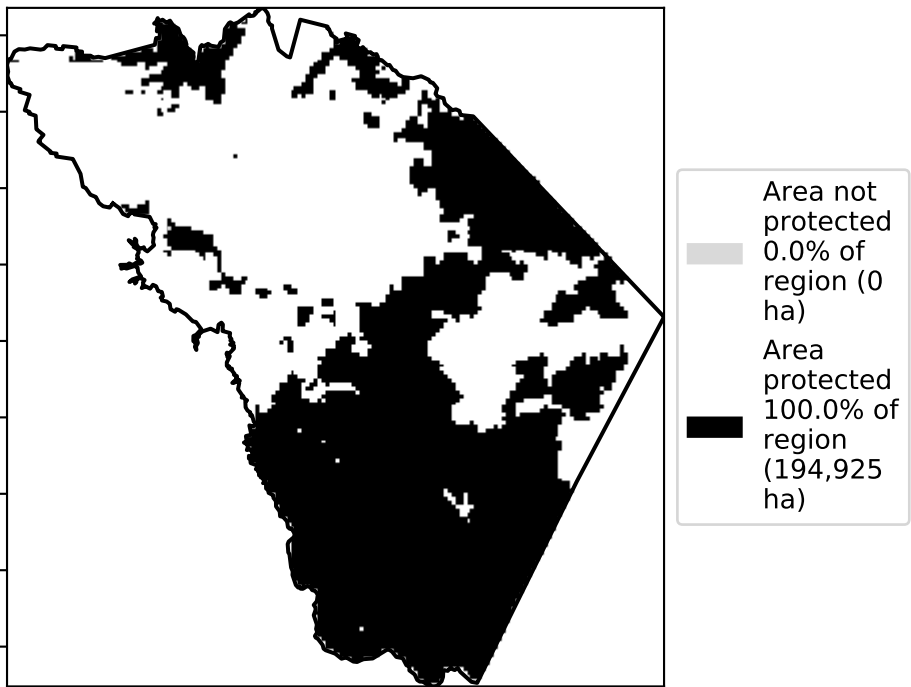 Area not
protected
0.0% of
region (0
ha)
Area
protected
100.0% of
region
(194,925
ha)